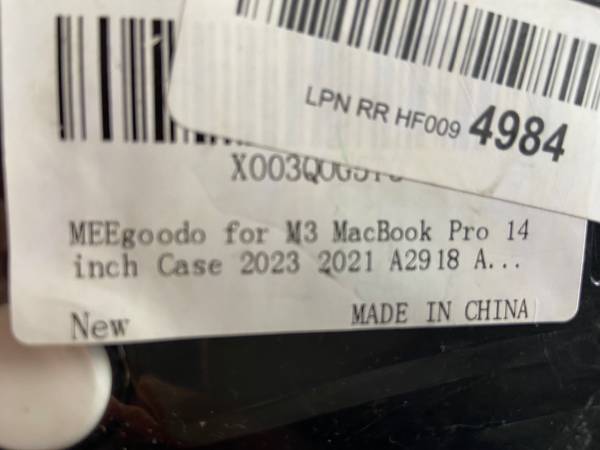 LPN RR HF009 4984
MEEgoodo for M3 MacBook Pro 14
inch Case 2023 2021 A2918 A...
New
MADE IN CHINA